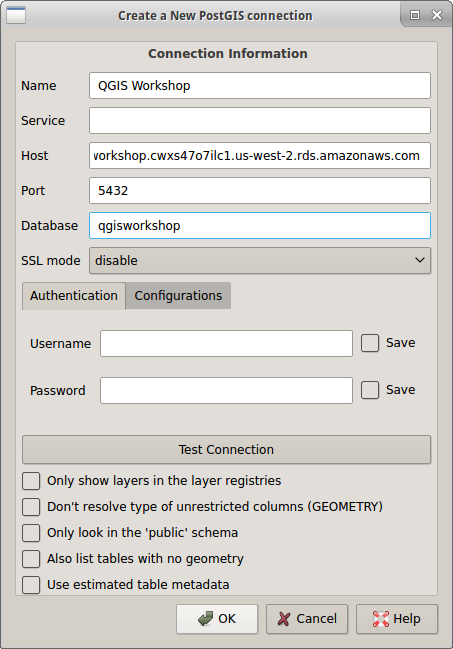 Create a New PostGIS connection
Connection Information
Name QGIS Workshop
Service
Host workshop.cwxs47o7ilc1.us-west-2.rds.amazonaws.com
Port 5432
Database qgisworkshop
SSL mode disable
Authentication Configurations
Username Save
Password Save
Test Connection
Only show layers in the layer registries
Don't resolve type of unrestricted columns (GEOMETRY)
Only look in the 'public' schema
Also list tables with no geometry
Use estimated table metadata
OK Cancel Help